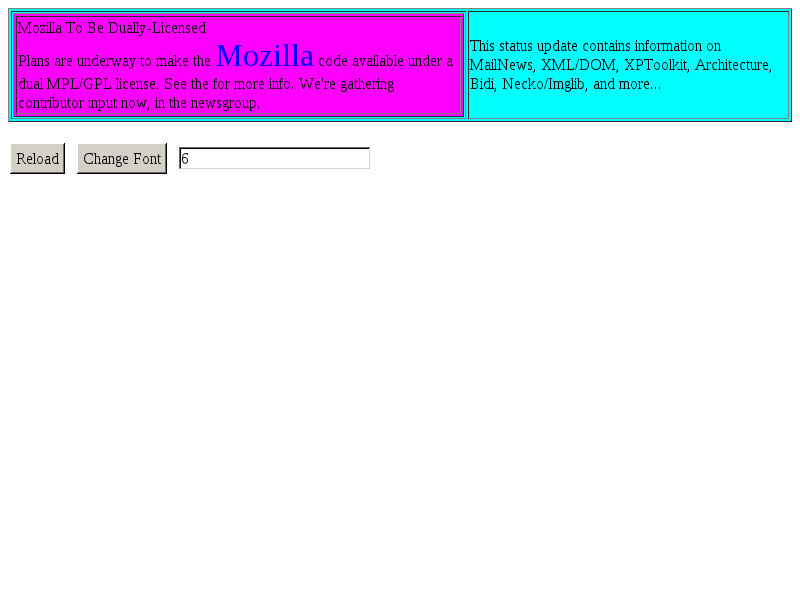 Mozilla To Be Dually-Licensed
Plans are underway to make the Mozilla code available under a
dual MPL/GPL license. See the for more info. We're gathering
contributor input now, in the newsgroup.
This status update contains information on
MailNews, XML/DOM, XPToolkit, Architecture,
Bidi, Necko/Imglib, and more...
Reload
Change Font
6